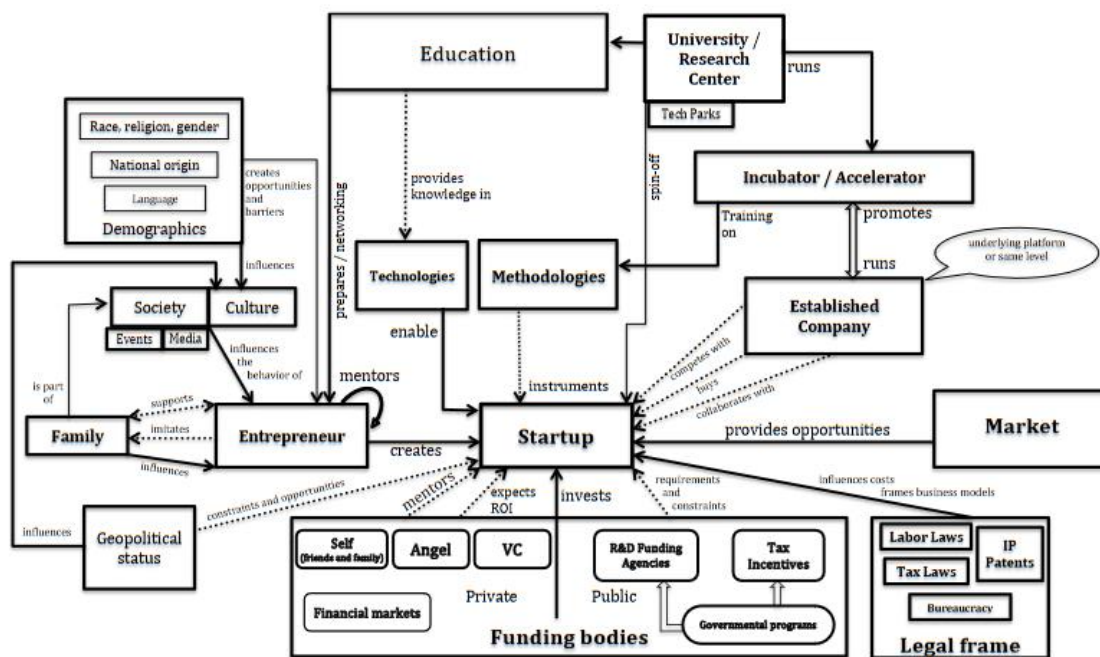 Education
University /
Research
Center
Tech Parks
runs
Race, religion, gender
National origin
Language
Demographics
creates
opportunities
and
barriers
prepares / networking
provides
knowledge in
spin-off
Incubator / Accelerator
Training
on
promotes
runs
underlying platform
or same level
influences
Society
Culture
Events
Media
Technologies
Methodologies
Established
Company
enable
instruments
competes with
buys
collaborates with
influences
the
behavior of
is part
of
mentors
supports
imitates
influences
Family
Entrepreneur
creates
Startup
provides opportunities
Market
influences
Geopolitical
status
constraints and opportunities
mentors
expects
ROI
invests
requirements
and
constraints
influences costs
frames business models
Self
(friends and family)
Angel
VC
R&D Funding
Agencies
Tax
Incentives
Financial markets
Private
Public
Governmental programs
Funding bodies
Labor Laws
Tax Laws
IP
Patents
Bureaucracy
Legal frame